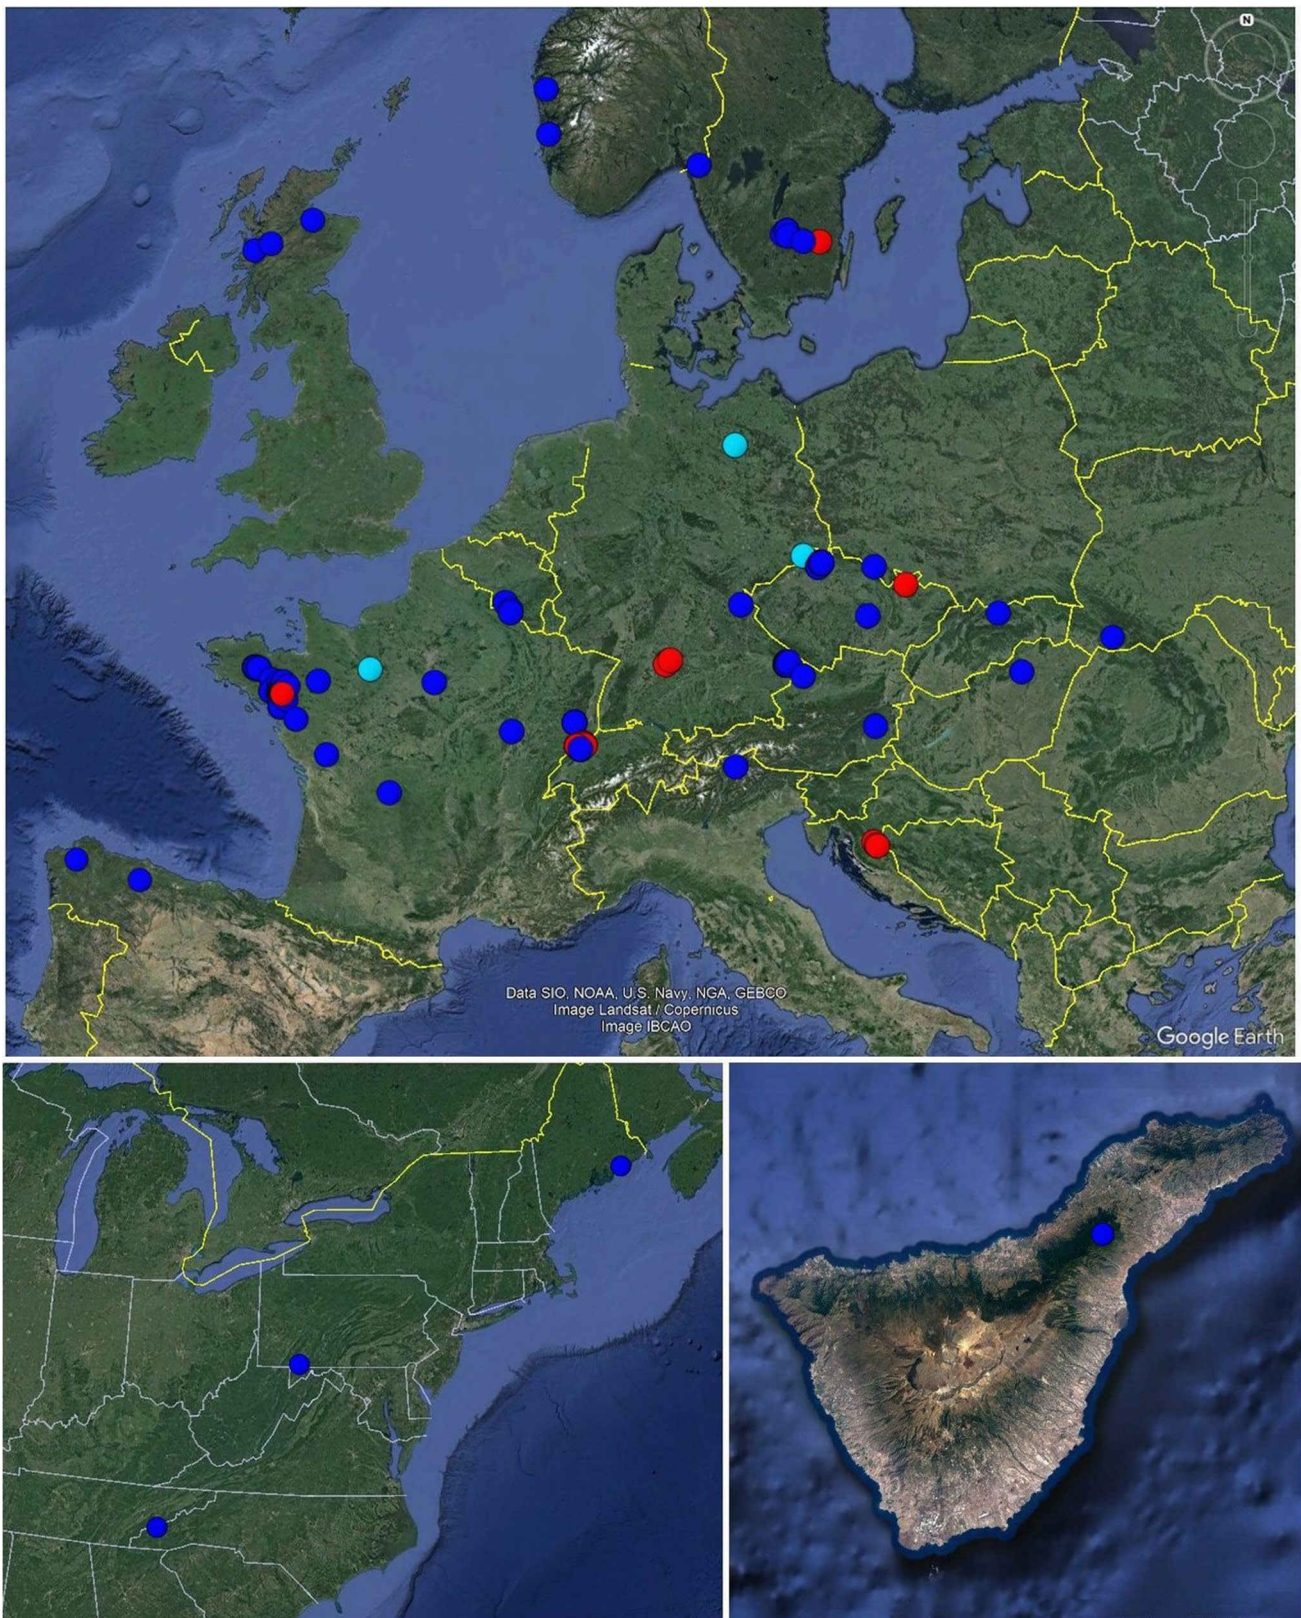 N
Data SIO, NOAA, U.S. Navy, NGA, GEBCO
Image Landsat / Copernicus
Image IBCAO
Google Earth